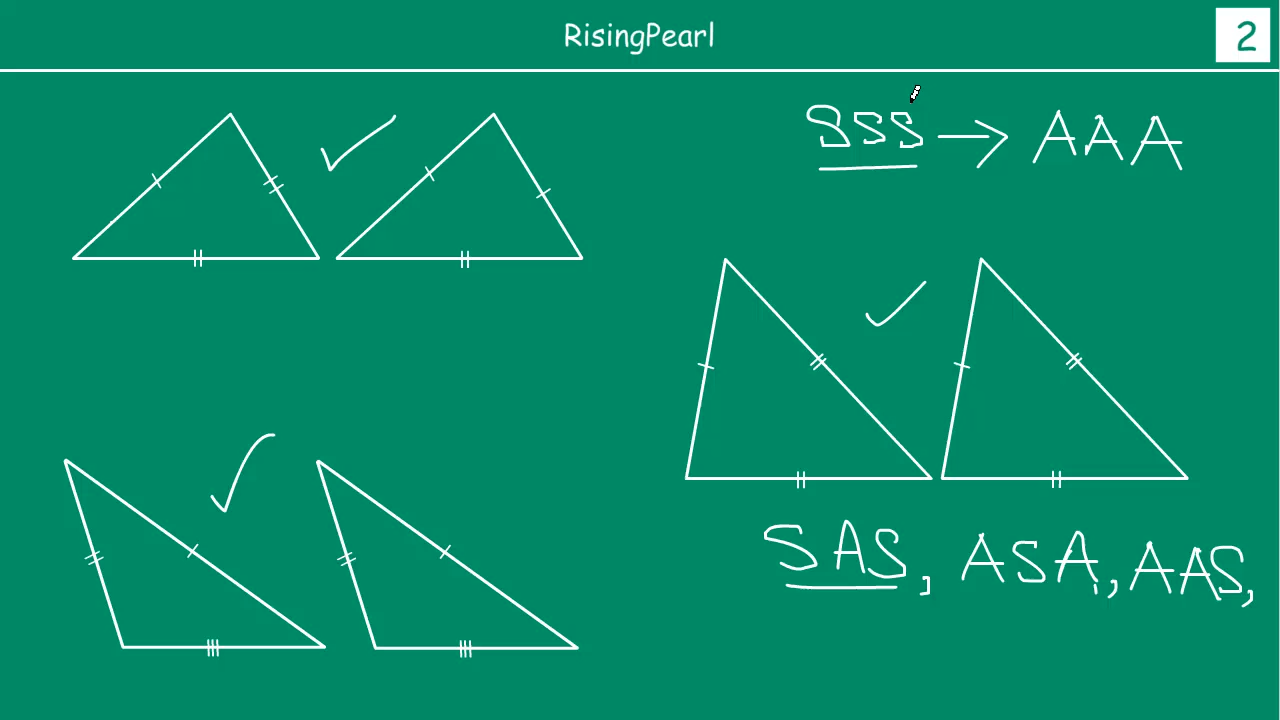 RisingPearl
2
SSS → AAA
SAS, ASA, AAS,